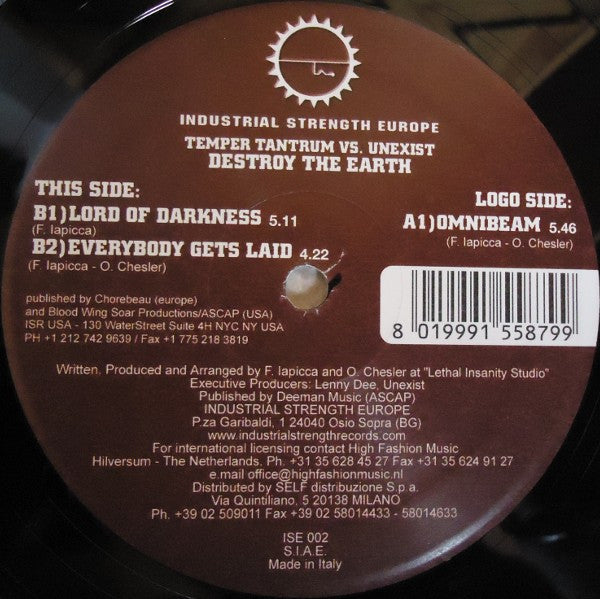 INDUSTRIAL STRENGTH EUROPE
TEMPER TANTRUM VS. UNEXIST
DESTROY THE EARTH
THIS SIDE:
B1)LORD OF DARKNESS 5.11
(F. Iapicca)
B2)EVERYBODY GETS LAID 4.22
(F. Iapicca - O. Chesler)
LOGO SIDE:
A1)OMNIBEAM 5.46
(F. Iapicca - O. Chesler)
published by Chorebeau (europe)
and Blood Wing Soar Productions/ASCAP (USA)
ISR USA - 130 WaterStreet Suite 4H NYC NY USA
PH +1 212 742 9639 / Fax +1 775 218 3819
8 019991 558799
Written, Produced and Arranged by F. Iapicca and O. Chesler at "Lethal Insanity Studio"
Executive Producers: Lenny Dee, Unexist
Published by Deeman Music (ASCAP)
INDUSTRIAL STRENGTH EUROPE
P.za Garibaldi, 1 24040 Osio Sopra (BG)
www.industrialstrengthrecords.com
For international licensing contact High Fashion Music
Hilversum - The Netherlands. Ph. +31 35 628 45 27 Fax +31 35 624 91 27
e.mail office@highfashionmusic.nl
Distributed by SELF distribuzione S.p.a.
Via Quintiliano, 5 20138 MILANO
Ph. +39 02 509011 Fax +39 02 58014433 - 58014633
ISE 002
S.I.A.E.
Made in Italy